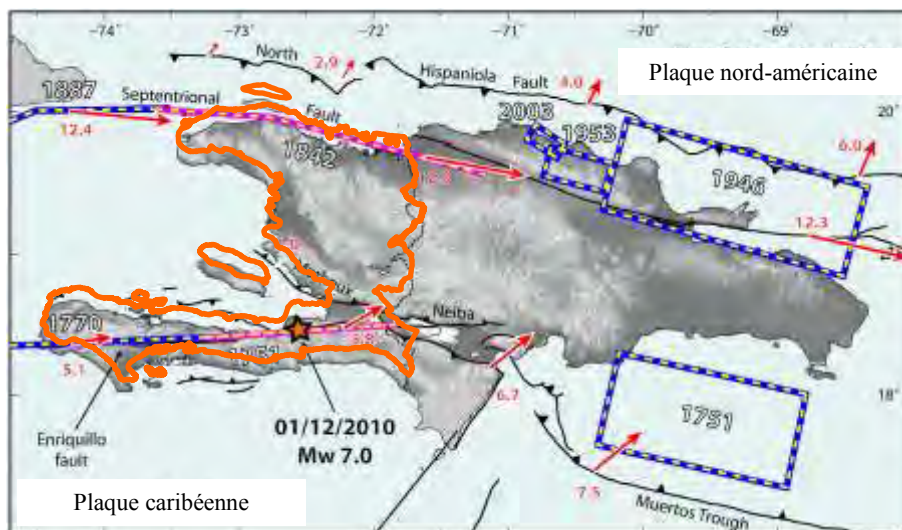 -74°
-73°
-72°
-71°
-70°
-69°
North
2.9
Hispaniola
Fault
4.0
Plaque nord-américaine
1887
Septentrional
Fault
2003
20°
12.4
1842
1953
1946
6.0
12.3
1770
Neiba
5.1
6.7
18°
Enriquillo
fault
01/12/2010
Mw 7.0
1751
7.5
Muertos Trough
Plaque caribéenne